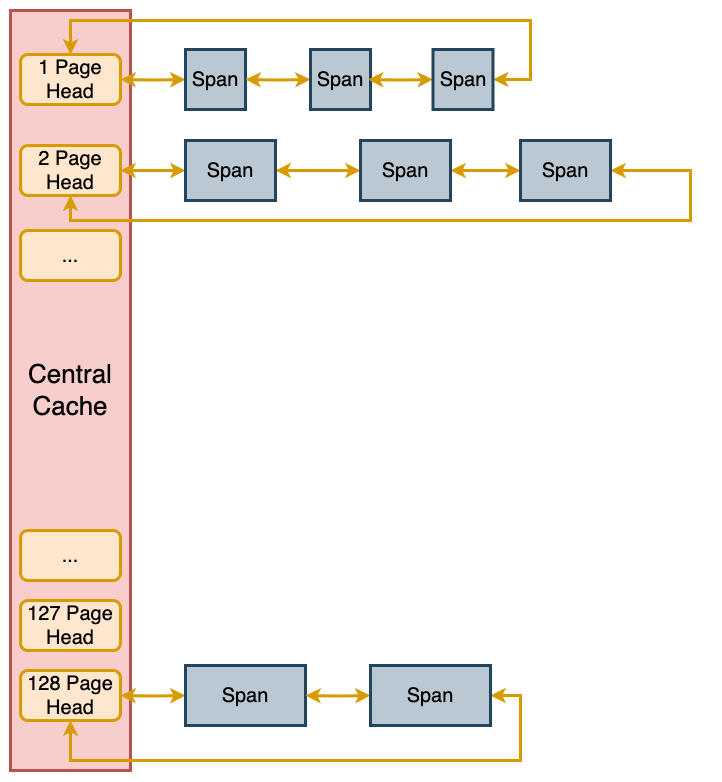 1 Page
Head
Span
Span
Span
2 Page
Head
Span
Span
Span
...
Central
Cache
...
127 Page
Head
128 Page
Head
Span
Span